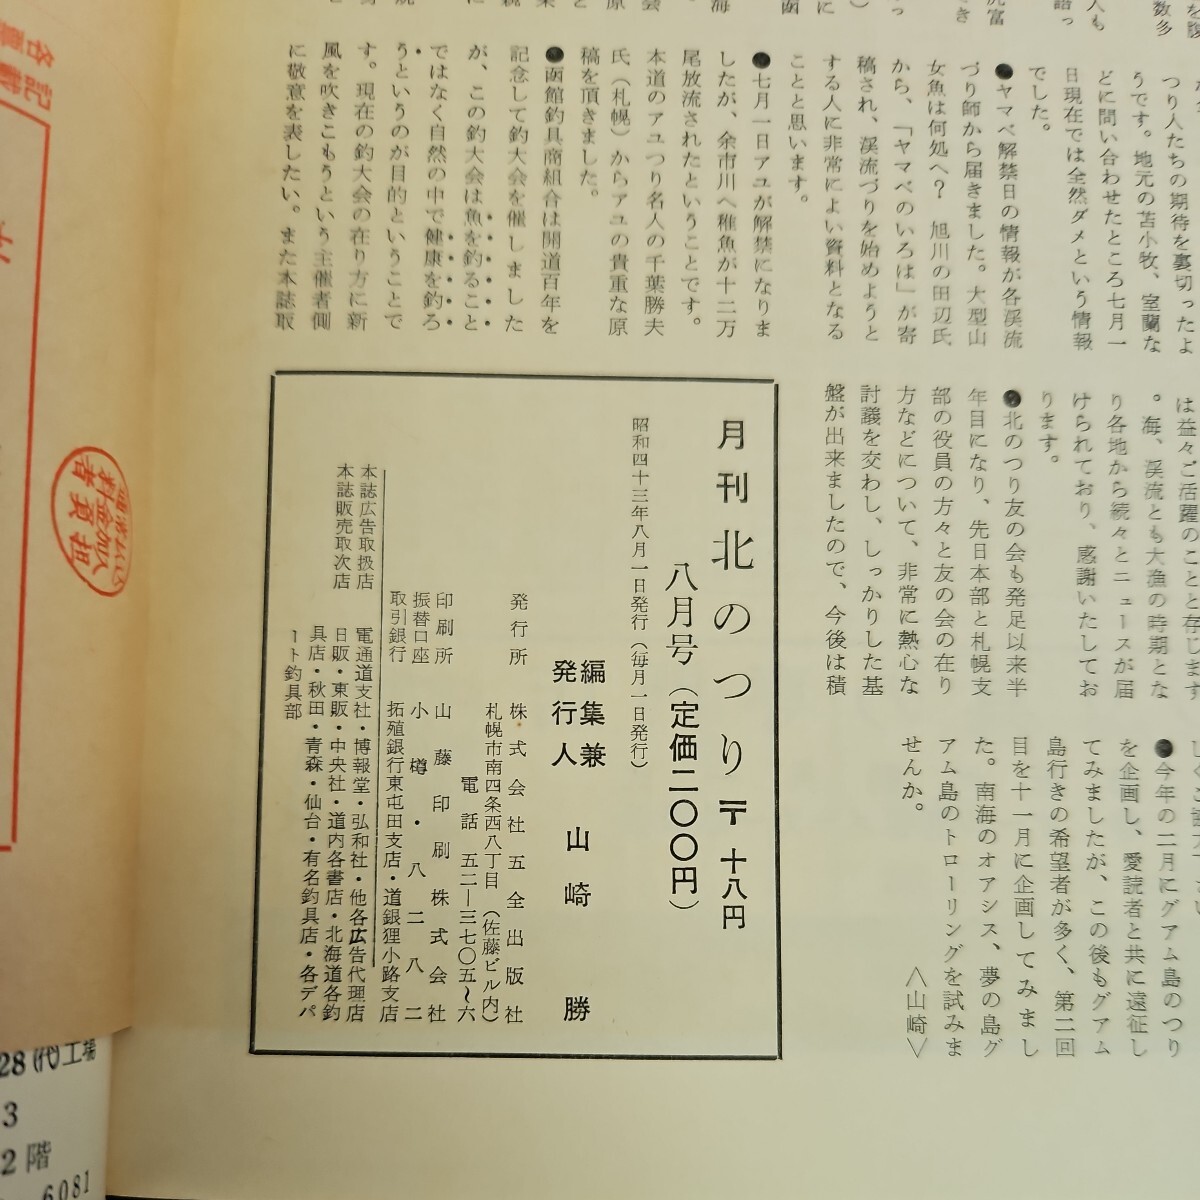 つり人たちの期待を裏切ったよ
うです。地元の苫小牧、室蘭な
どに問い合わせたところ七月一
日現在では全然ダメという情報
でした。
●ヤマベ解禁日の情報が各渓流
づり師から届きました。大型山
女魚は何処へ？　旭川の田辺氏
から、「ヤマベのいろは」が寄
稿され、渓流づりを始めようと
する人に非常によい資料となる
ことと思います。
●七月一日アユが解禁になりま
したが、余市川へ稚魚が十二万
尾放流されたということです。
本道のアユつり名人の千葉勝夫
氏（札幌）からアユの貴重な原
稿を頂きました。
●函館釣具商組合は開道百年を
記念して釣大会を催しました
が、この釣大会は魚を釣ること
ではなく自然の中で健康を釣ろ
うというのが目的ということで
す。現在の釣大会の在り方に新
風を吹きこもうという主催者側
に敬意を表したい。また本誌取
は益々ご活躍のことと存じます
。海、渓流とも大漁の時期とな
り各地から続々とニュースが届
けられており、感謝いたしてお
ります。
●北のつり友の会も発足以来半
年目になり、先日本部と札幌支
部の役員の方々と友の会の在り
方などについて、非常に熱心な
討議を交わし、しっかりした基
盤が出来ましたので、今後は積
●今年の二月にグアム島のつり
を企画し、愛読者と共に遠征し
てみましたが、この後もグアム
島行きの希望者が多く、第二回
目を十一月に企画してみまし
た。南海のオアシス、夢の島グ
アム島のトローリングを試みま
せんか。　〈山崎〉
月刊 北のつり 〒十八円
八月号（定価二〇〇円）
昭和四十三年八月一日発行（毎月一日発行）
編集兼
発行人　山崎　勝
発行所　株式会社五全出版社
札幌市南四条西八丁目（佐藤ビル内）
電話　五二―三七〇五～六
印刷所　山藤印刷株式会社
振替口座　小樽・八二八二
取引銀行　拓殖銀行東屯田支店・道銀狸小路支店
本誌広告取扱店　電通道支社・博報堂・弘和社・他各広告代理店
本誌販売取次店　日販・東販・中央社・道内各書店・北海道各釣
具店・秋田・青森・仙台・有名釣具店・各デパ
ート釣具部
料金加入
者負担
28(代)工場
3
2階
6081